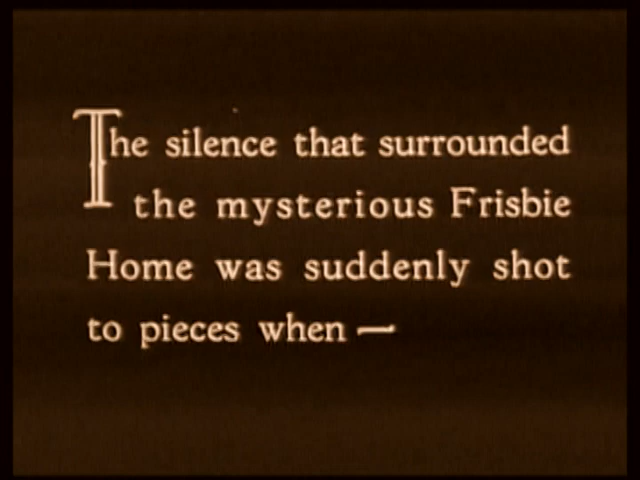 The silence that surrounded
the mysterious Frisbie
Home was suddenly shot
to pieces when —